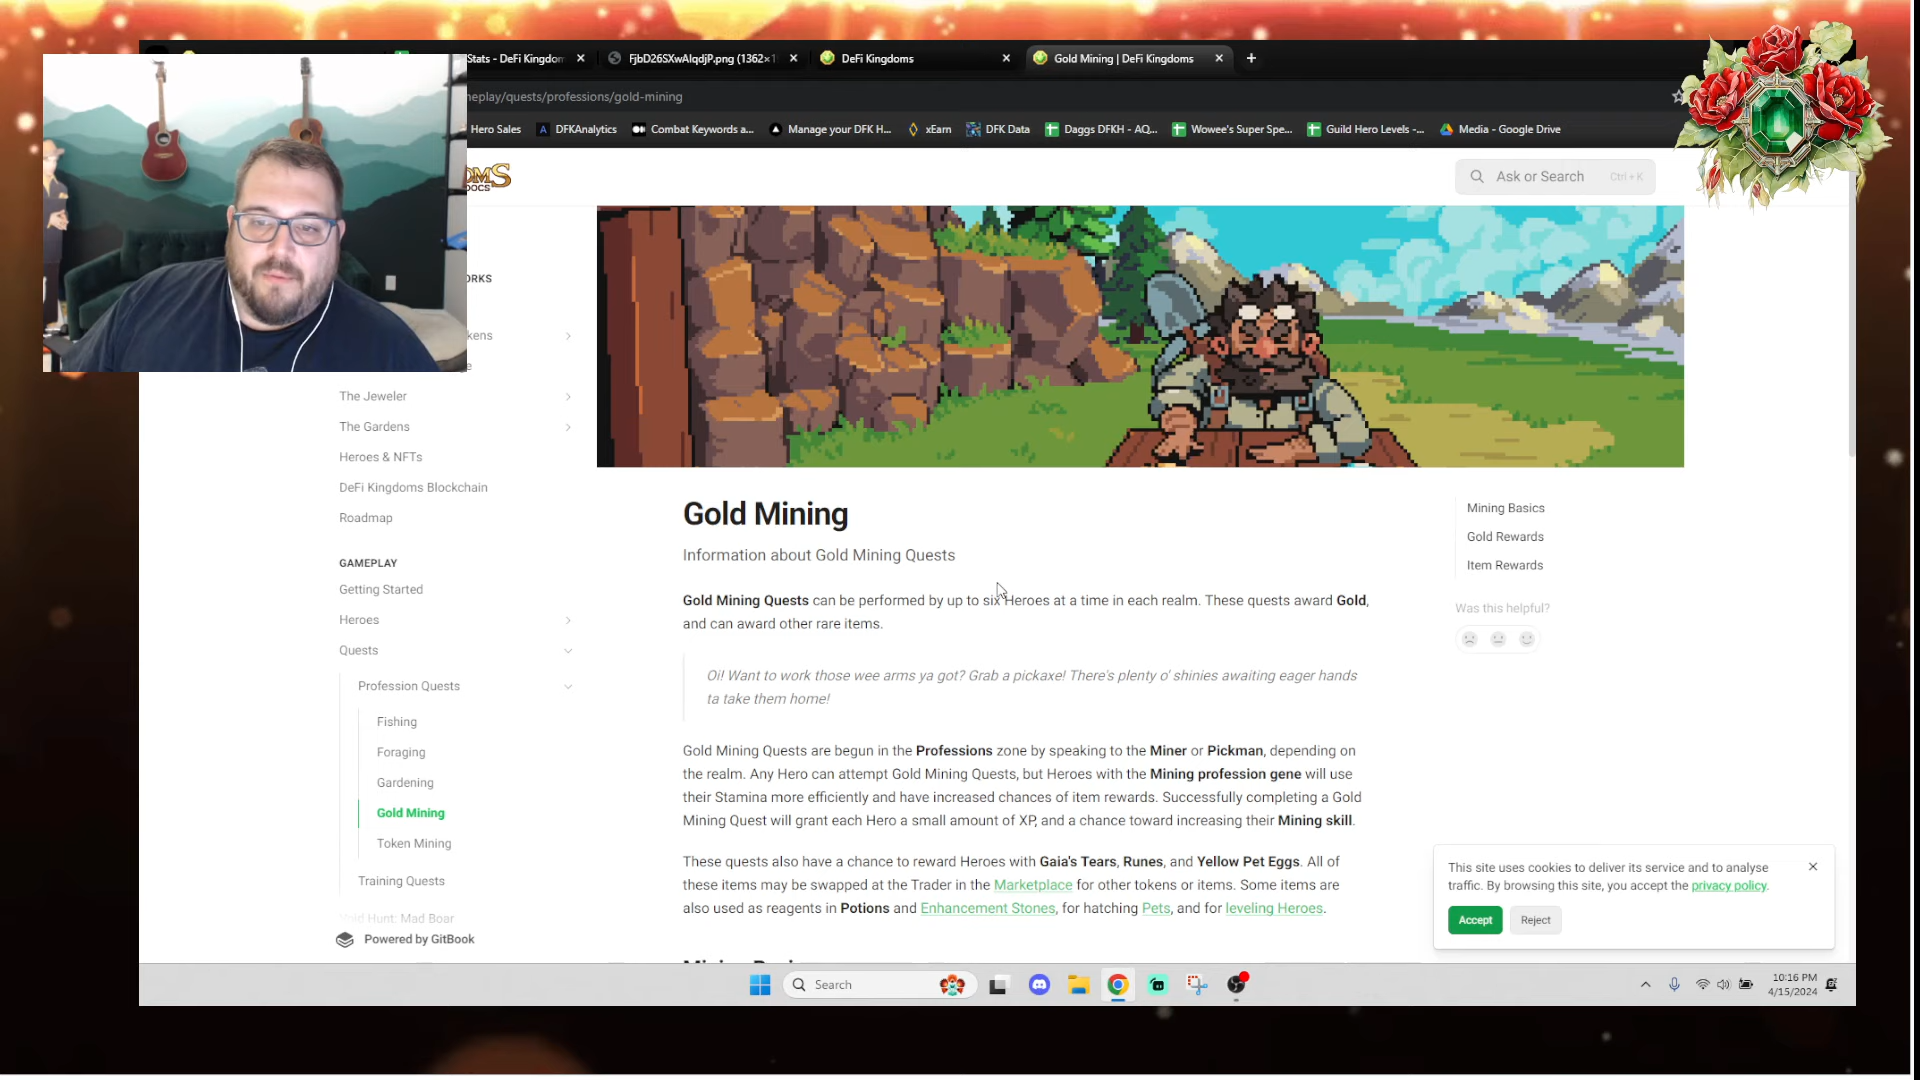 Stats - DeFi Kingdom
FjbD26SXwAIqdjP.png (1362×1
DeFi Kingdoms
Gold Mining | DeFi Kingdoms
neplay/quests/professions/gold-mining
Hero Sales
DFKAnalytics
Combat Keywords a...
Manage your DFK H...
xEarn
DFK Data
Daggs DFKH - AQ...
Wowee's Super Spe...
Guild Hero Levels -...
Media - Google Drive
OMS
DOCS
Ask or Search
Ctrl + K
ORKS
kens
The Jeweler
The Gardens
Heroes & NFTs
DeFi Kingdoms Blockchain
Roadmap
GAMEPLAY
Getting Started
Heroes
Quests
Profession Quests
Fishing
Foraging
Gardening
Gold Mining
Token Mining
Training Quests
Void Hunt: Mad Boar
Powered by GitBook
Gold Mining
Information about Gold Mining Quests
Gold Mining Quests can be performed by up to six Heroes at a time in each realm. These quests award Gold,
and can award other rare items.
Oi! Want to work those wee arms ya got? Grab a pickaxe! There's plenty o' shinies awaiting eager hands
ta take them home!
Gold Mining Quests are begun in the Professions zone by speaking to the Miner or Pickman, depending on
the realm. Any Hero can attempt Gold Mining Quests, but Heroes with the Mining profession gene will use
their Stamina more efficiently and have increased chances of item rewards. Successfully completing a Gold
Mining Quest will grant each Hero a small amount of XP, and a chance toward increasing their Mining skill.
These quests also have a chance to reward Heroes with Gaia's Tears, Runes, and Yellow Pet Eggs. All of
these items may be swapped at the Trader in the Marketplace for other tokens or items. Some items are
also used as reagents in Potions and Enhancement Stones, for hatching Pets, and for leveling Heroes.
Mining Basics
Gold Rewards
Item Rewards
Was this helpful?
This site uses cookies to deliver its service and to analyse
traffic. By browsing this site, you accept the privacy policy.
Accept
Reject
Search
10:16 PM
4/15/2024